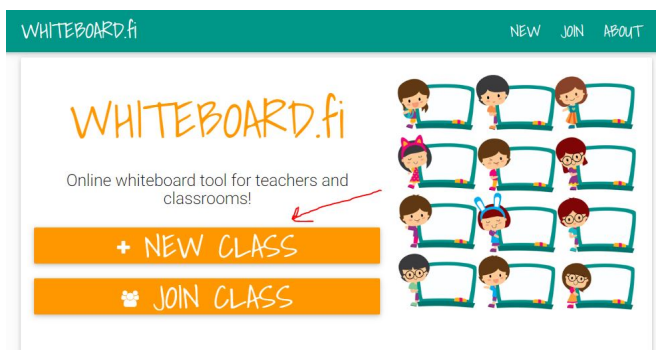 WHITEBOARD.fi
NEW JOIN ABOUT
WHITEBOARD.fi
Online whiteboard tool for teachers and
classrooms!
+ NEW CLASS
JOIN CLASS